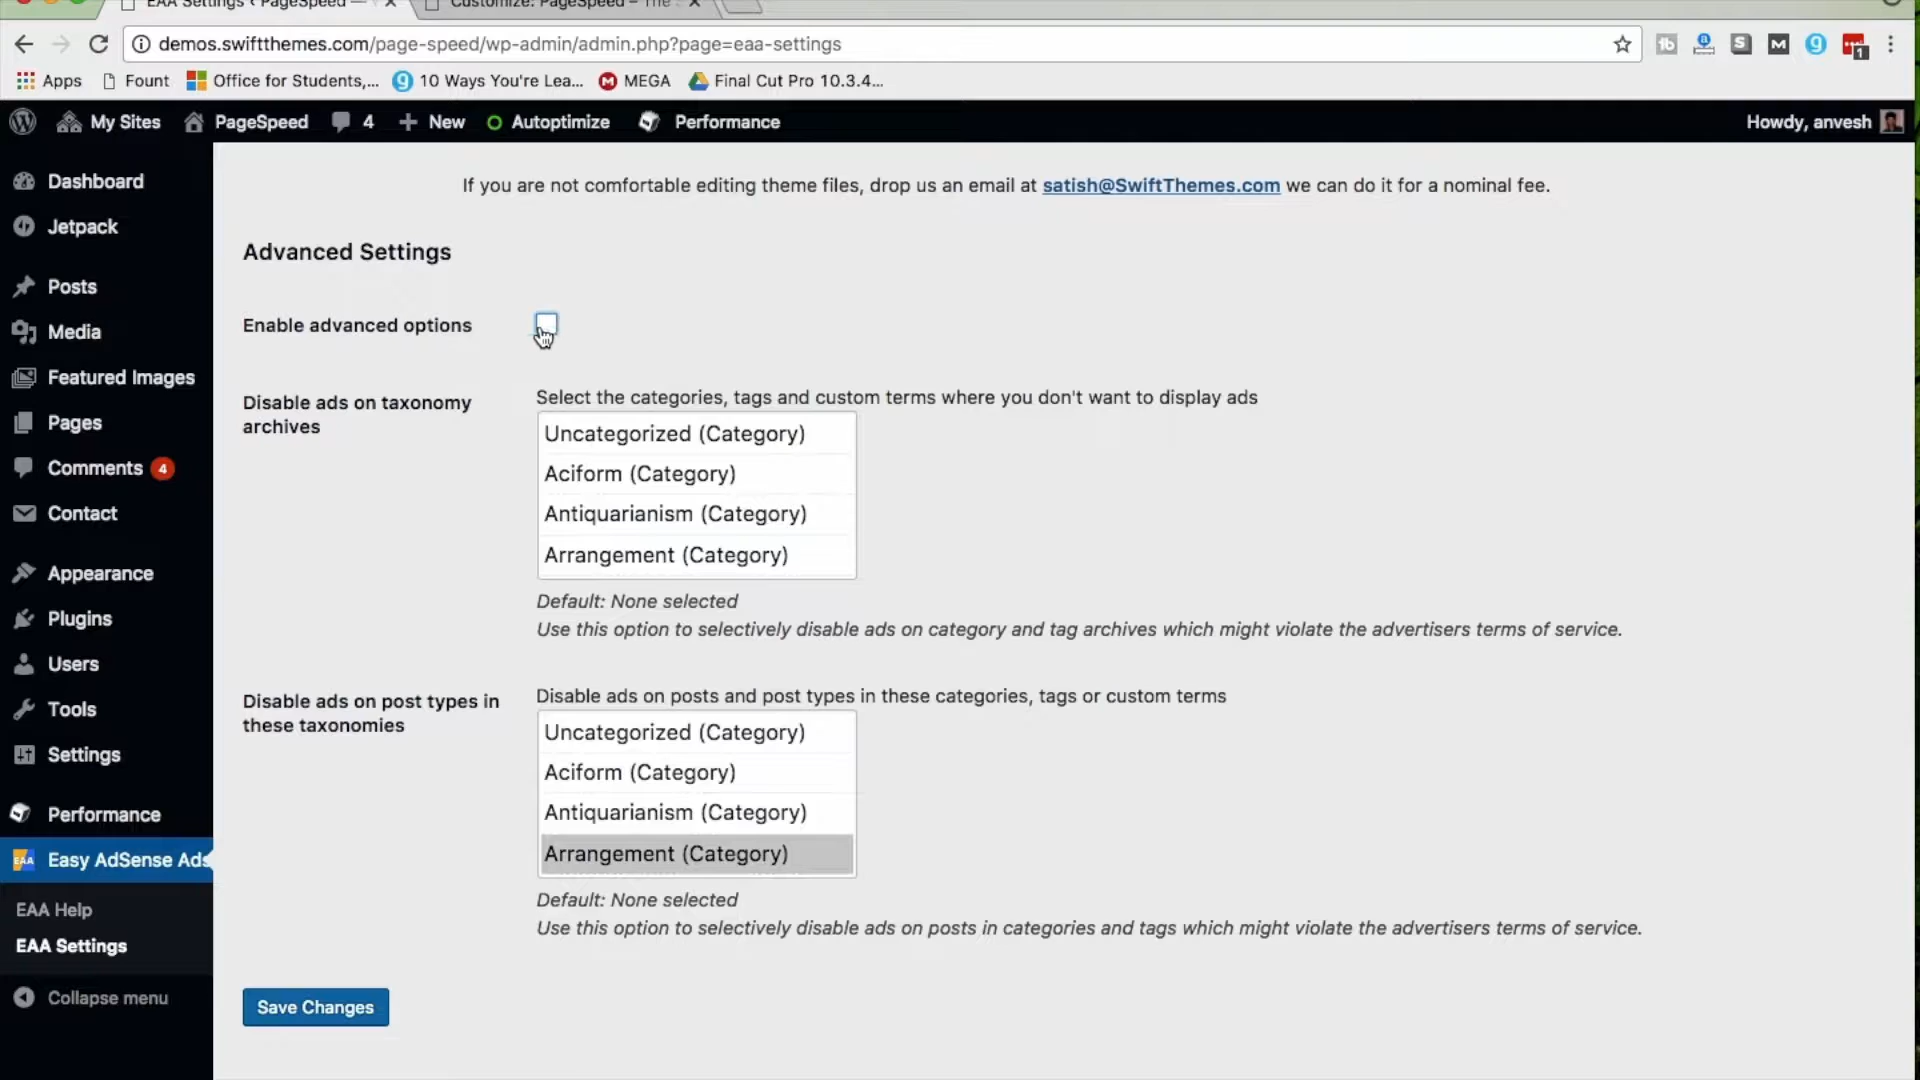 EAA Settings ‹ PageSpeed —
Customize: PageSpeed – The
demos.swiftthemes.com/page-speed/wp-admin/admin.php?page=eaa-settings
Apps Fount Office for Students,... 10 Ways You're Lea... MEGA Final Cut Pro 10.3.4...
My Sites PageSpeed 4 New Autoptimize Performance Howdy, anvesh
Dashboard
Jetpack
Posts
Media
Featured Images
Pages
Comments 4
Contact
Appearance
Plugins
Users
Tools
Settings
Performance
EAA Easy AdSense Ads
EAA Help
EAA Settings
Collapse menu
If you are not comfortable editing theme files, drop us an email at satish@SwiftThemes.com we can do it for a nominal fee.
Advanced Settings
Enable advanced options
Disable ads on taxonomy
archives
Select the categories, tags and custom terms where you don't want to display ads
Uncategorized (Category)
Aciform (Category)
Antiquarianism (Category)
Arrangement (Category)
Default: None selected
Use this option to selectively disable ads on category and tag archives which might violate the advertisers terms of service.
Disable ads on post types in
these taxonomies
Disable ads on posts and post types in these categories, tags or custom terms
Uncategorized (Category)
Aciform (Category)
Antiquarianism (Category)
Arrangement (Category)
Default: None selected
Use this option to selectively disable ads on posts in categories and tags which might violate the advertisers terms of service.
Save Changes